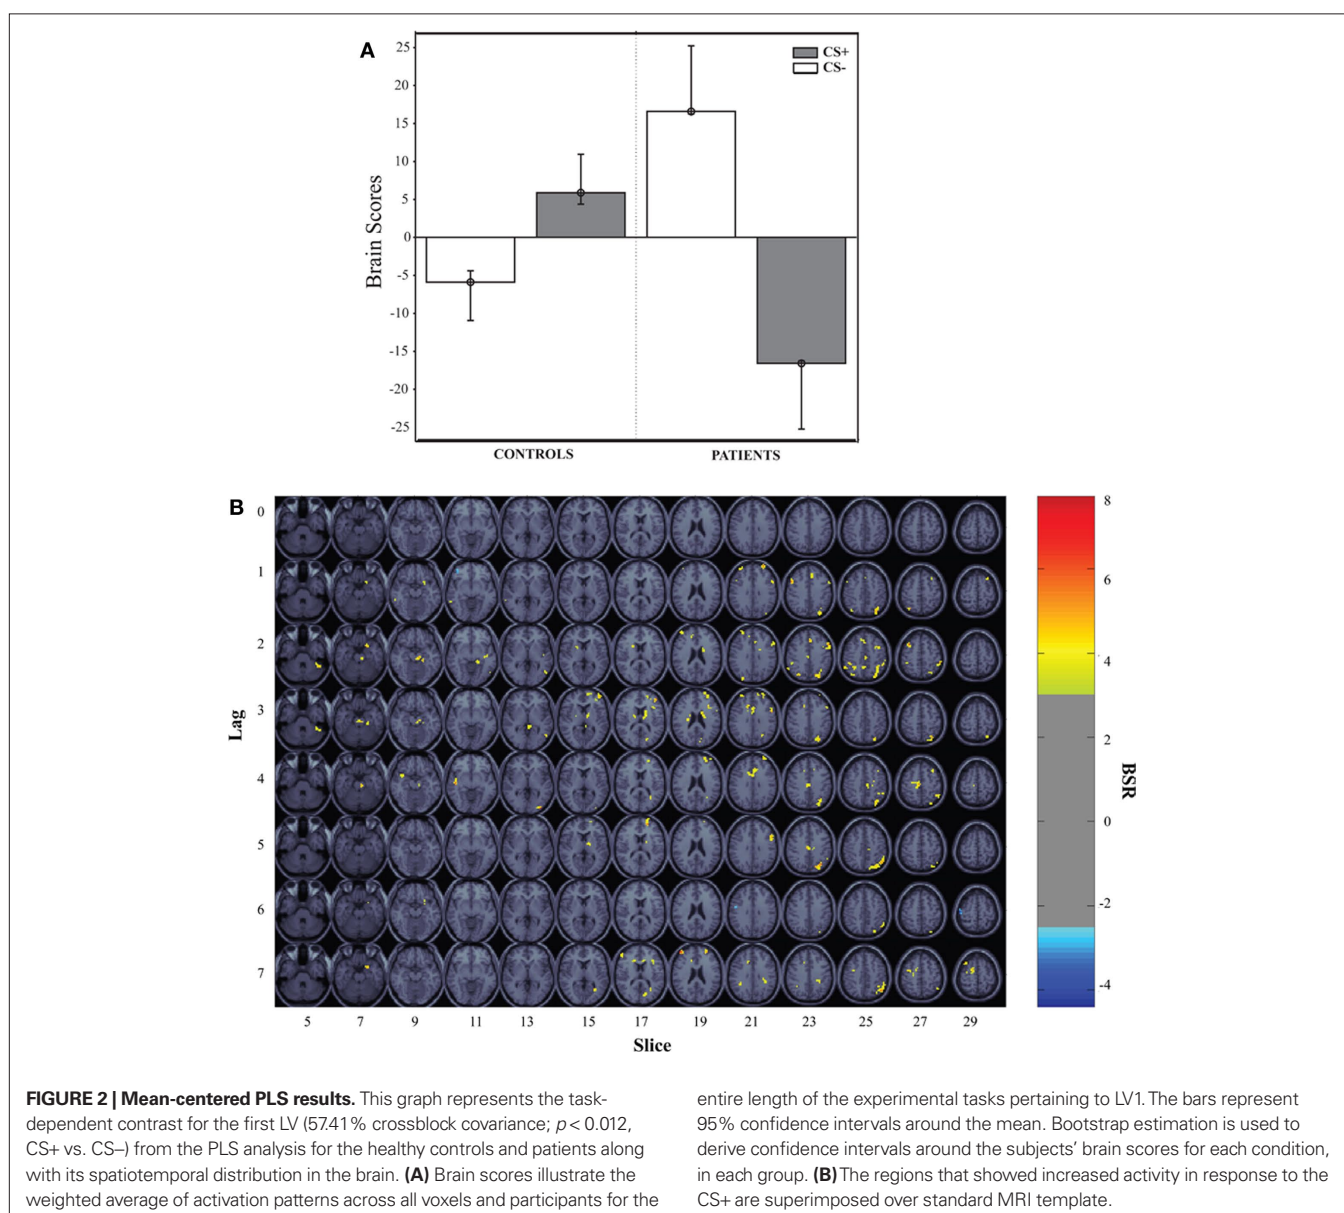 A
CS+
CS-
25
20
15
10
5
0
-5
-10
-15
-20
-25
Brain Scores
CONTROLS
PATIENTS
B
0
1
2
3
4
5
6
7
Lag
5 7 9 11 13 15 17 19 21 23 25 27 29
Slice
8
6
4
2
0
-2
-4
BSR
FIGURE 2 | Mean-centered PLS results. This graph represents the task-
dependent contrast for the first LV (57.41% crossblock covariance; p < 0.012,
CS+ vs. CS–) from the PLS analysis for the healthy controls and patients along
with its spatiotemporal distribution in the brain. (A) Brain scores illustrate the
weighted average of activation patterns across all voxels and participants for the
entire length of the experimental tasks pertaining to LV1. The bars represent
95% confidence intervals around the mean. Bootstrap estimation is used to
derive confidence intervals around the subjects' brain scores for each condition,
in each group. (B) The regions that showed increased activity in response to the
CS+ are superimposed over standard MRI template.